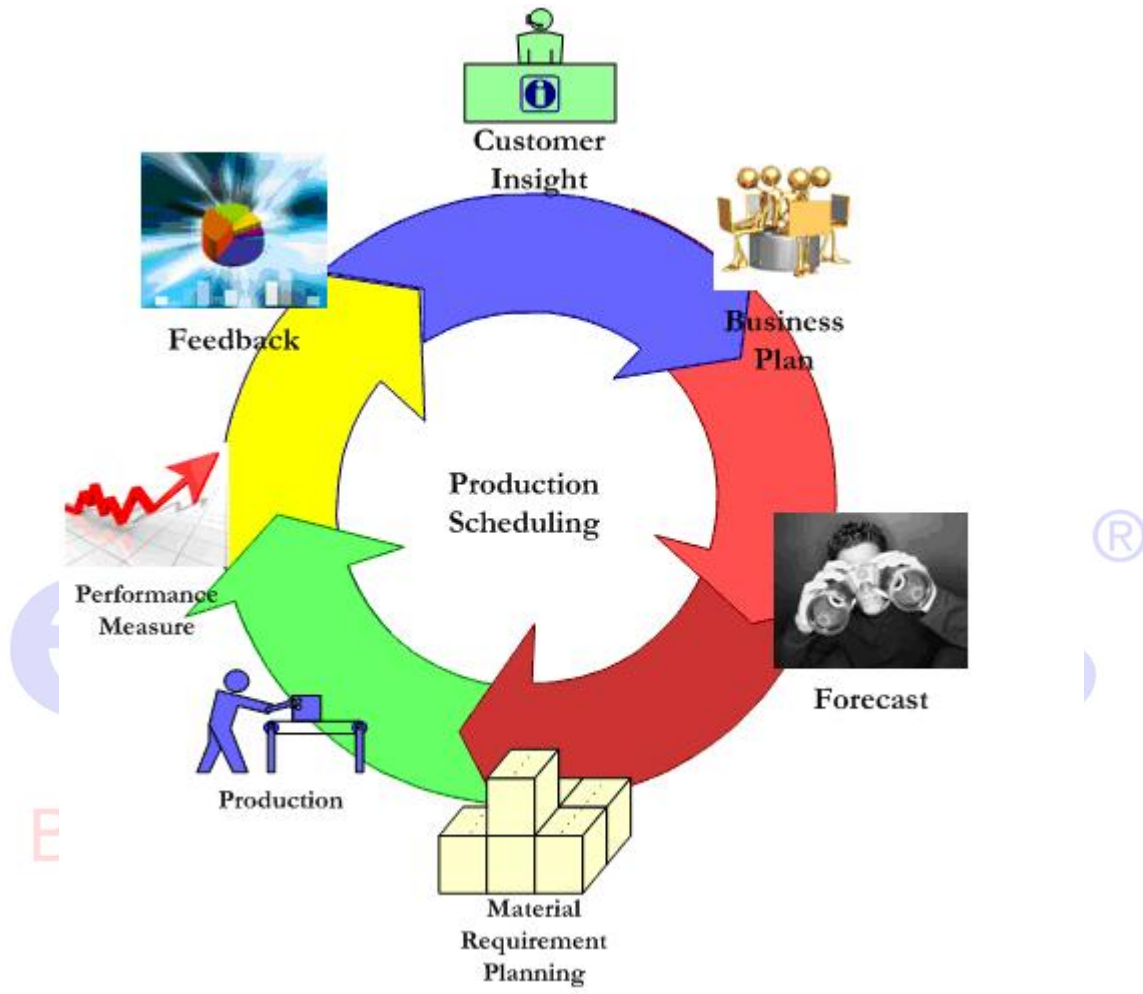 Customer
Insight
Business
Plan
Feedback
Production
Scheduling
Performance
Measure
Forecast
Production
Material
Requirement
Planning
®